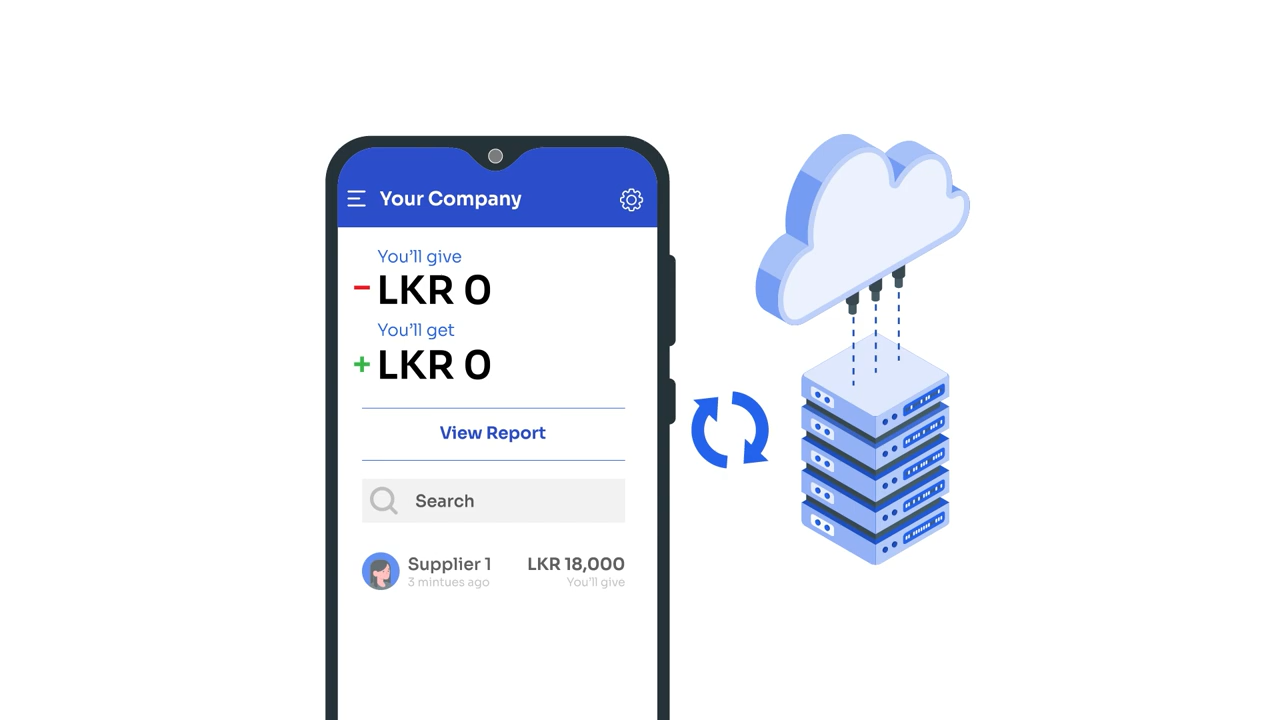 Your Company
You'll give
– LKR 0
You'll get
+ LKR 0
View Report
Search
Supplier 1 LKR 18,000
3 mintues ago You'll give